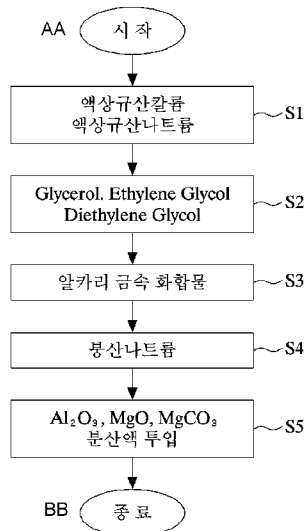 AA 시 작
액상규산칼륨
액상규산나트륨 S1
Glycerol. Ethylene Glycol
Diethylene Glycol S2
알카리 금속 화합물 S3
붕산나트륨 S4
Al₂O₃, MgO, MgCO₃
분산액 투입 S5
BB 종 료